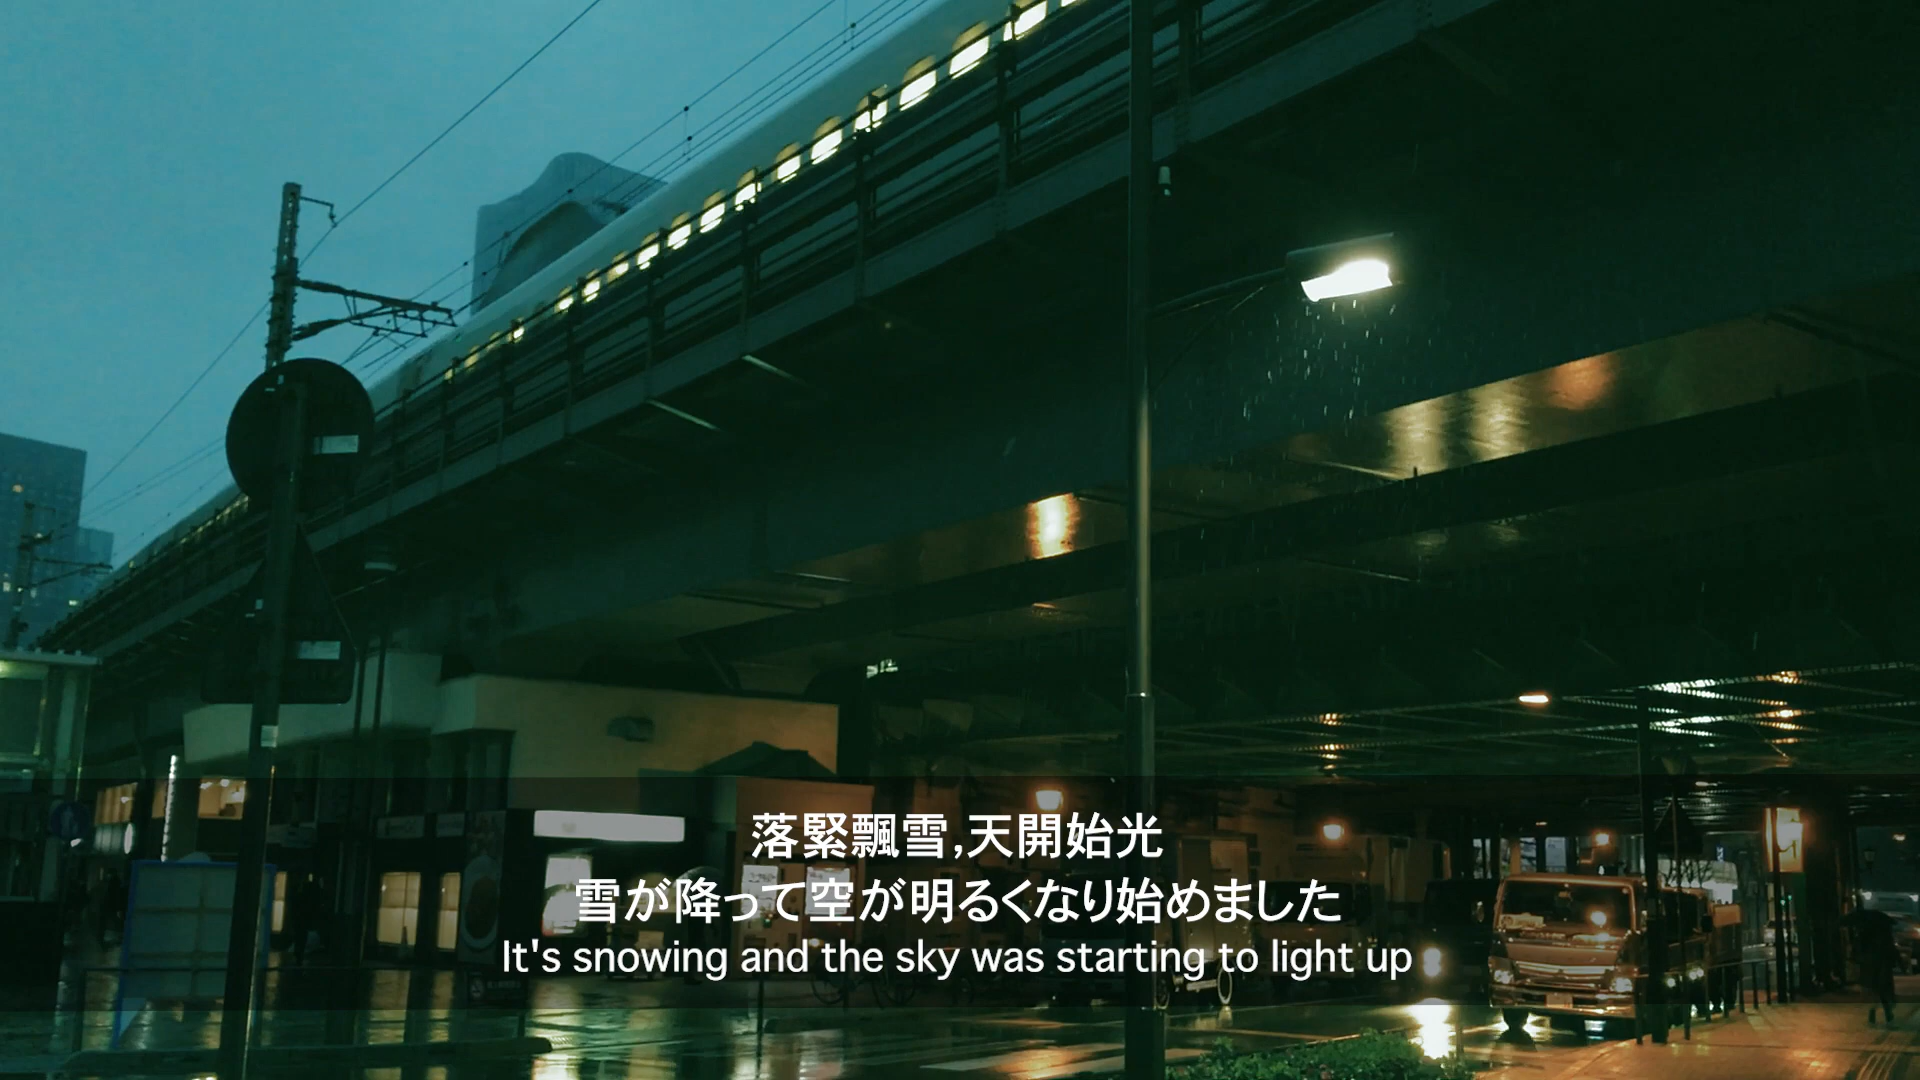 落緊飄雪,天開始光
雪が降って空が明るくなり始めました
It's snowing and the sky was starting to light up